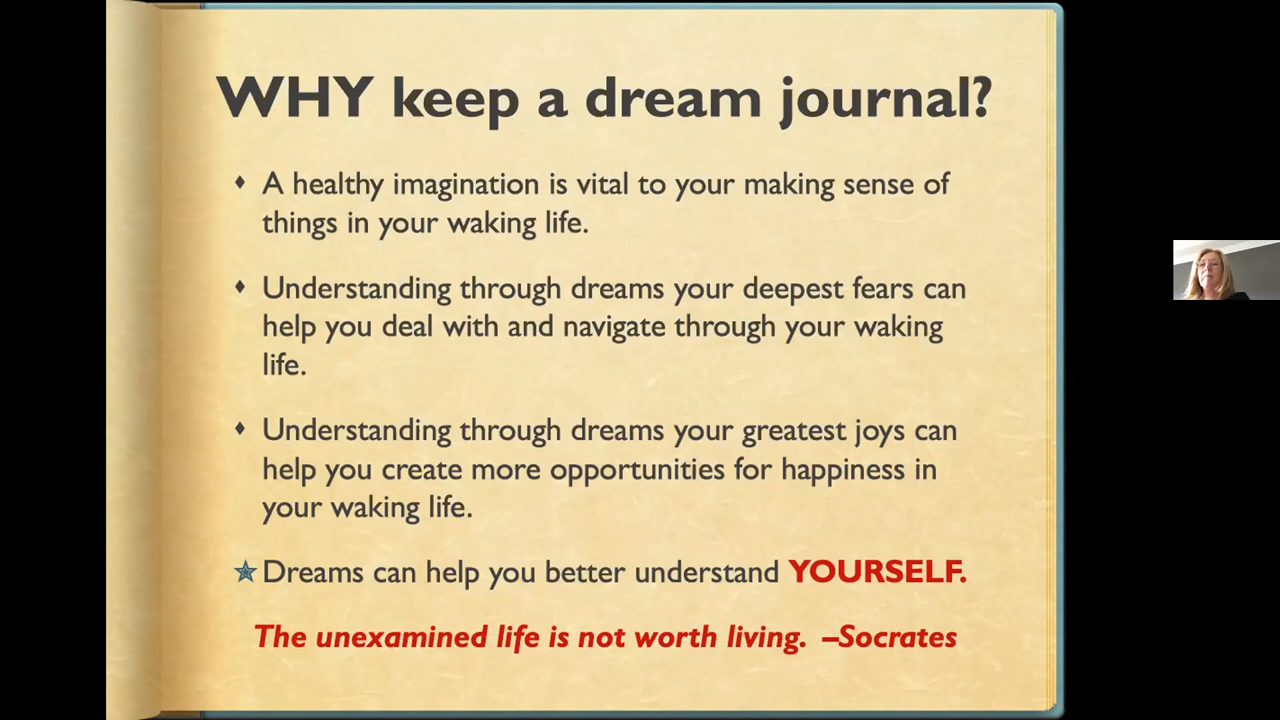 WHY keep a dream journal?
A healthy imagination is vital to your making sense of
things in your waking life.
Understanding through dreams your deepest fears can
help you deal with and navigate through your waking
life.
Understanding through dreams your greatest joys can
help you create more opportunities for happiness in
your waking life.
Dreams can help you better understand YOURSELF.
The unexamined life is not worth living. –Socrates